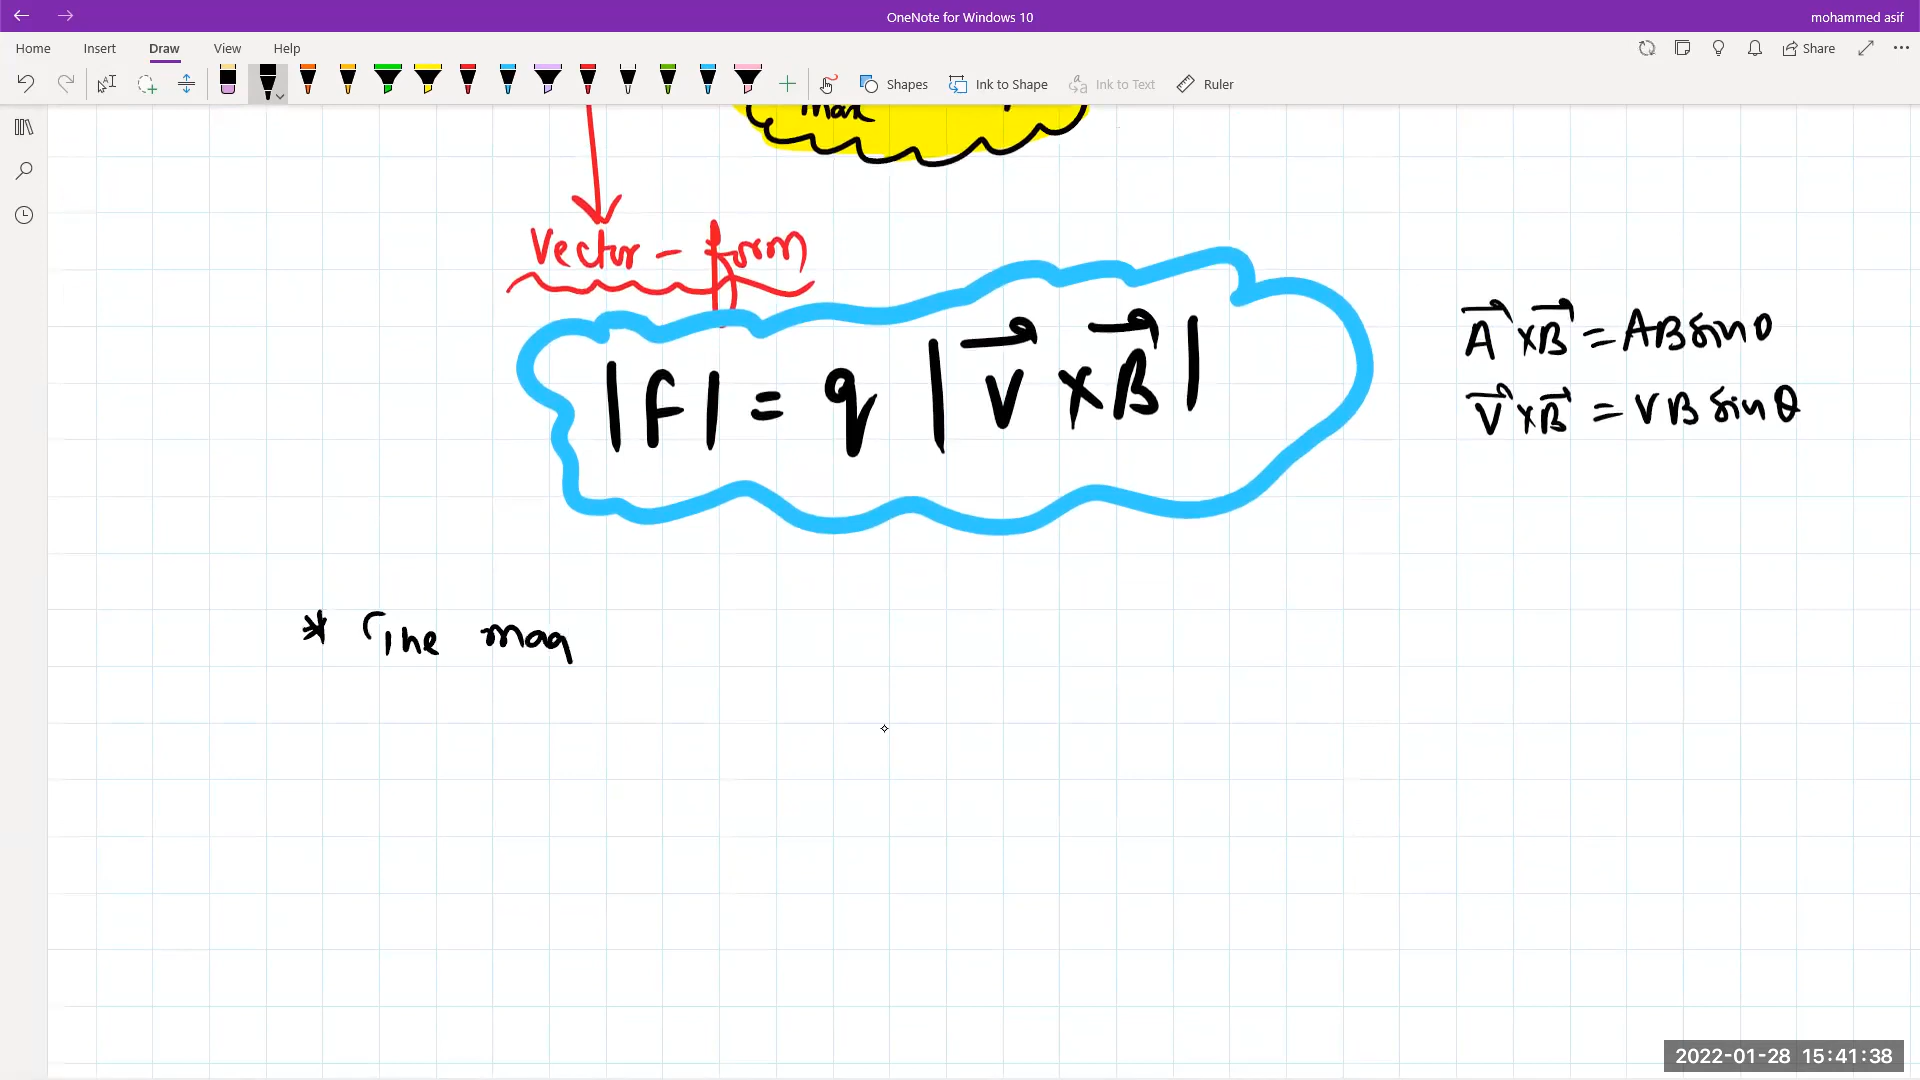 OneNote for Windows 10
mohammed asif
Home Insert Draw View Help
Share
Shapes Ink to Shape Ink to Text Ruler
max
Vector - form
|F| = q |V⃗ × B⃗|
A⃗ × B⃗ = AB sin θ
V⃗ × B⃗ = VB sin θ
* The mag
2022-01-28 15:41:38